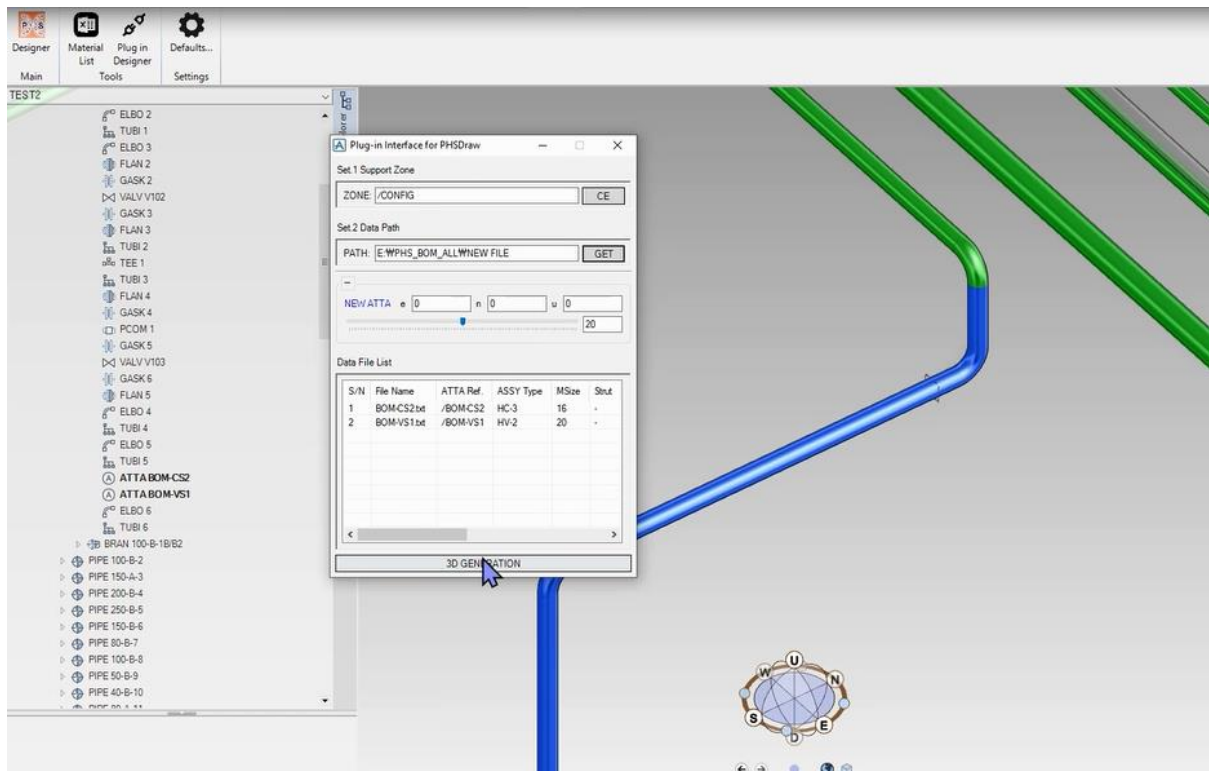 PHS
Designer
Material List
Plug in Designer
Defaults...
Main
Tools
Settings
TEST2
ELBO 2
TUBI 1
ELBO 3
FLAN 2
GASK 2
VALV V102
GASK 3
FLAN 3
TUBI 2
TEE 1
TUBI 3
FLAN 4
GASK 4
PCOM 1
GASK 5
VALV V103
GASK 6
FLAN 5
ELBO 4
TUBI 4
ELBO 5
TUBI 5
ATTA BOM-CS2
ATTA BOM-VS1
ELBO 6
TUBI 6
BRAN 100-B-1B/B2
PIPE 100-B-2
PIPE 150-A-3
PIPE 200-B-4
PIPE 250-B-5
PIPE 150-B-6
PIPE 80-B-7
PIPE 100-B-8
PIPE 50-B-9
PIPE 40-B-10
Plug-in Interface for PHSDraw
Set.1 Support Zone
ZONE: /CONFIG CE
Set.2 Data Path
PATH: E:₩PHS_BOM_ALL₩NEW FILE GET
NEW ATTA e 0 n 0 u 0
20
Data File List
S/N File Name ATTA Ref. ASSY Type MSize Strut
1 BOM-CS2.txt /BOM-CS2 HC-3 16 -
2 BOM-VS1.txt /BOM-VS1 HV-2 20 -
3D GENERATION
U
W N
S E
D